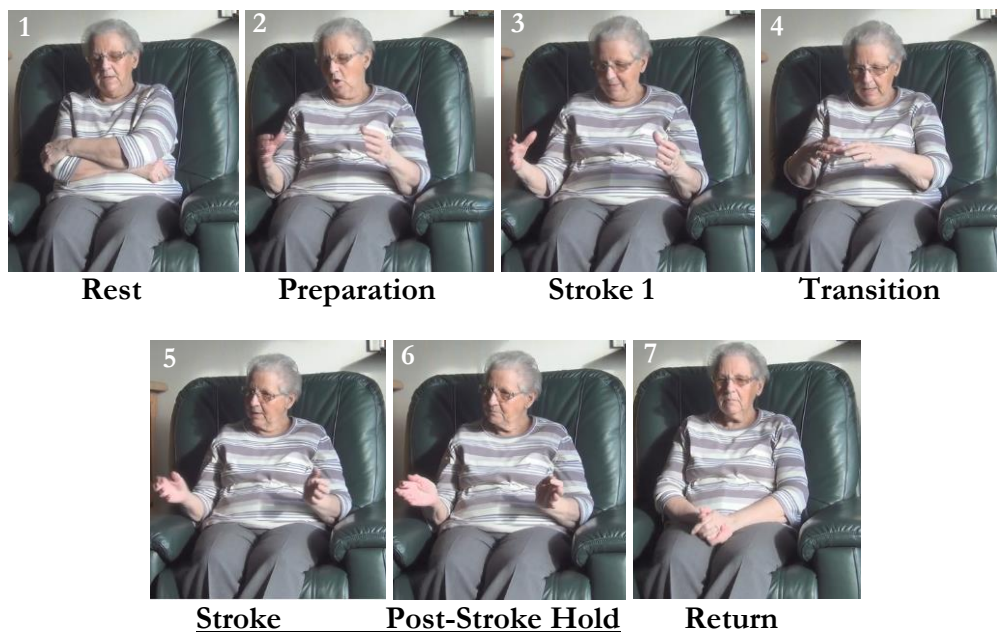 1 2 3 4
Rest Preparation Stroke 1 Transition
5 6 7
Stroke Post-Stroke Hold Return